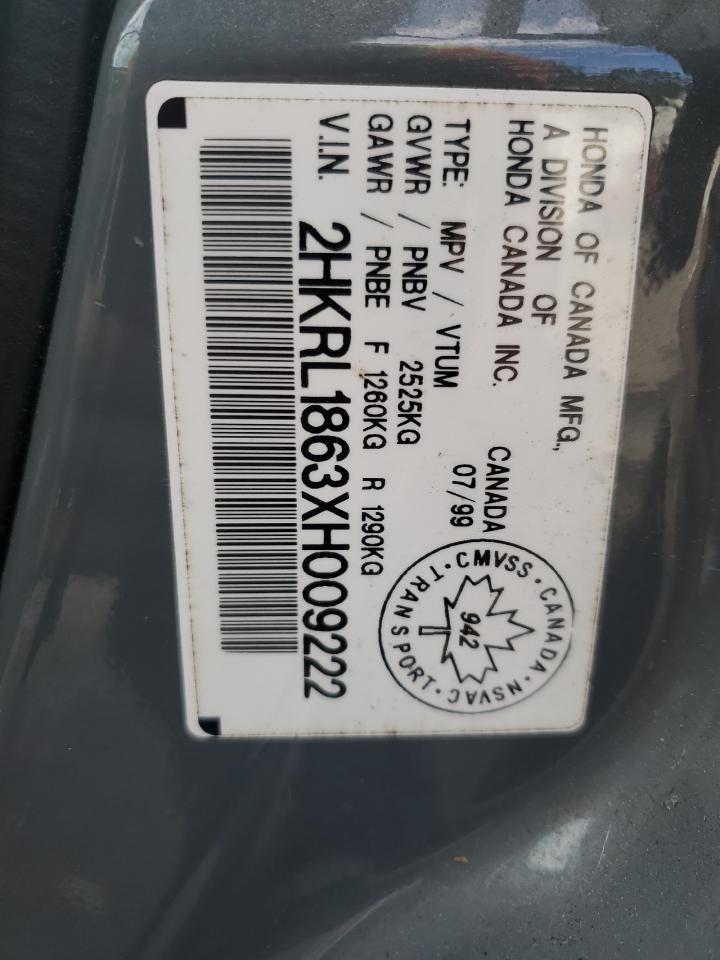 HONDA OF CANADA MFG.,
A DIVISION OF
HONDA CANADA INC.
CANADA
TYPE: MPV / VTUM 07/99
GVWR / PNBV 2525KG
GAWR / PNBE F 1260KG R 1290KG
V.I.N. 2HKRL1863XH009222
CMVSS · CANADA · NSVAC · TRANSPORT ·
942